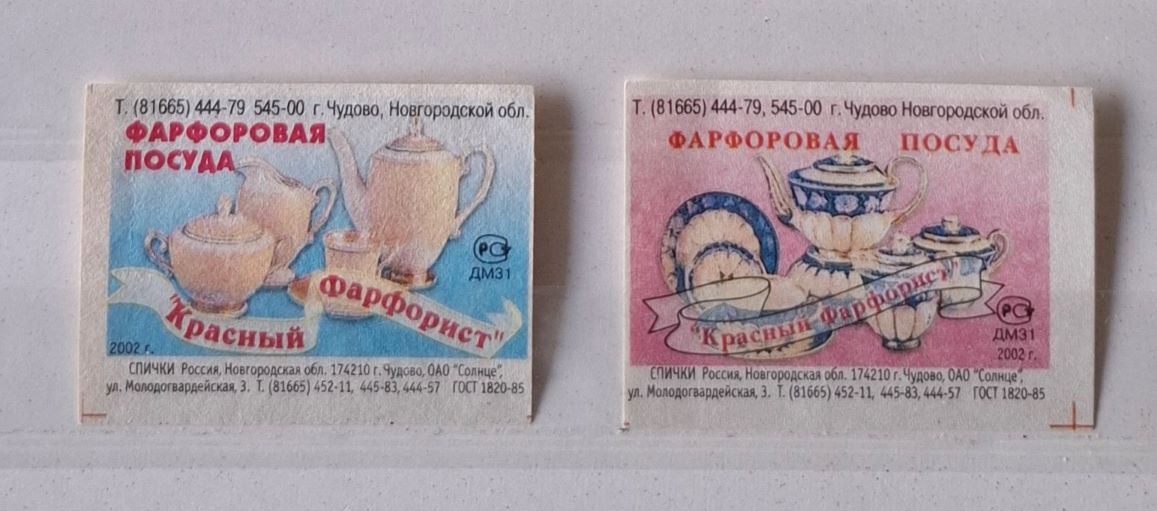 Т. (81665) 444-79 545-00 г. Чудово, Новгородской обл.
ФАРФОРОВАЯ
ПОСУДА
РС
ДМ31
"Красный Фарфорист"
2002 г.
СПИЧКИ Россия, Новгородская обл. 174210 г. Чудово, ОАО "Солнце",
ул. Молодогвардейская, 3. Т. (81665) 452-11, 445-83, 444-57 ГОСТ 1820-85
Т. (81665) 444-79, 545-00 г. Чудово Новгородской обл.
ФАРФОРОВАЯ ПОСУДА
"Красный Фарфорист"
РС
ДМ31
2002 г.
СПИЧКИ Россия, Новгородская обл. 174210 г. Чудово, ОАО "Солнце",
ул. Молодогвардейская, 3. Т. (81665) 452-11, 445-83, 444-57 ГОСТ 1820-85